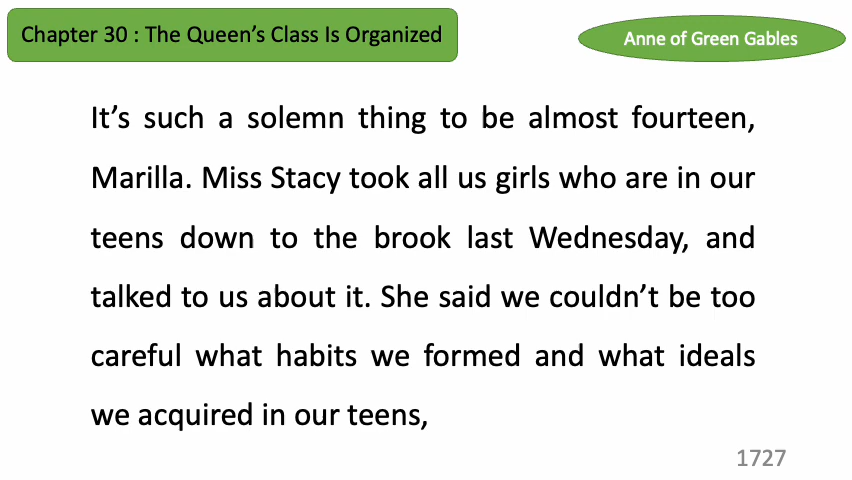 Chapter 30 : The Queen’s Class Is Organized
Anne of Green Gables
It’s such a solemn thing to be almost fourteen,
Marilla. Miss Stacy took all us girls who are in our
teens down to the brook last Wednesday, and
talked to us about it. She said we couldn’t be too
careful what habits we formed and what ideals
we acquired in our teens,
1727